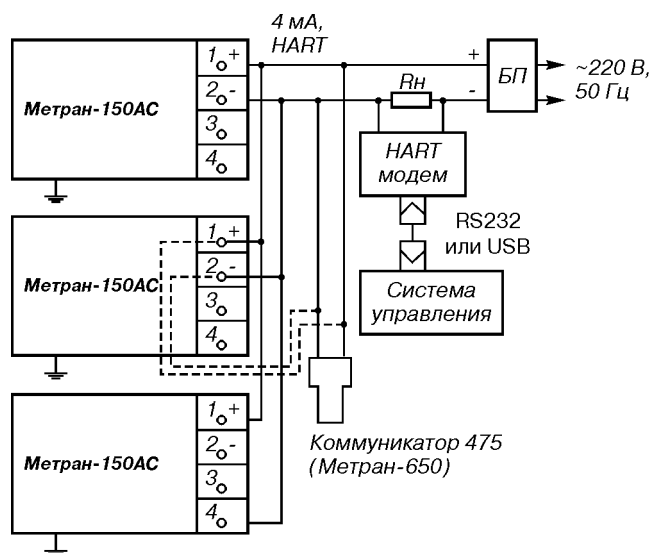 4 мА,
HART
1 +
2 -
3
4
Метран-150АС
+
-
Rн
БП
~220 В,
50 Гц
HART
модем
RS232
или USB
Система
управления
1 +
2 -
3
4
Метран-150АС
1 +
2 -
3
4
Метран-150АС
Коммуникатор 475
(Метран-650)